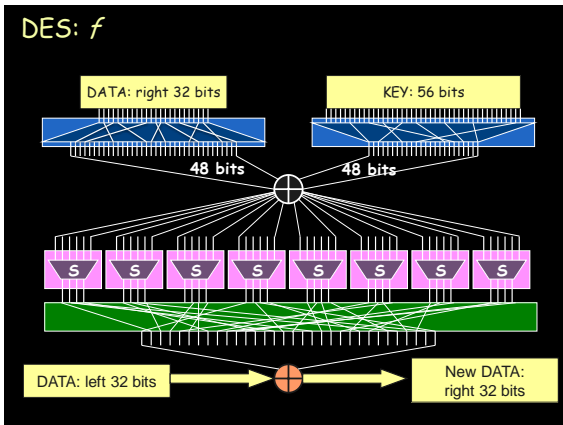 DES: f
DATA: right 32 bits
KEY: 56 bits
48 bits
48 bits
S S S S S S S S
DATA: left 32 bits
New DATA:
right 32 bits